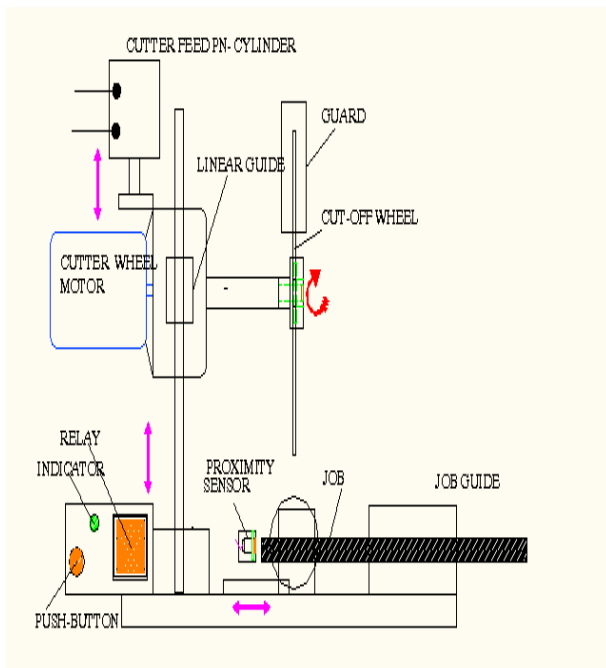 CUTTER FEED PN- CYLINDER
GUARD
LINEAR GUIDE
CUT-OFF WHEEL
CUTTER WHEEL
MOTOR
RELAY
INDICATOR
PROXIMITY
SENSOR
JOB
JOB GUIDE
PUSH-BUTTON